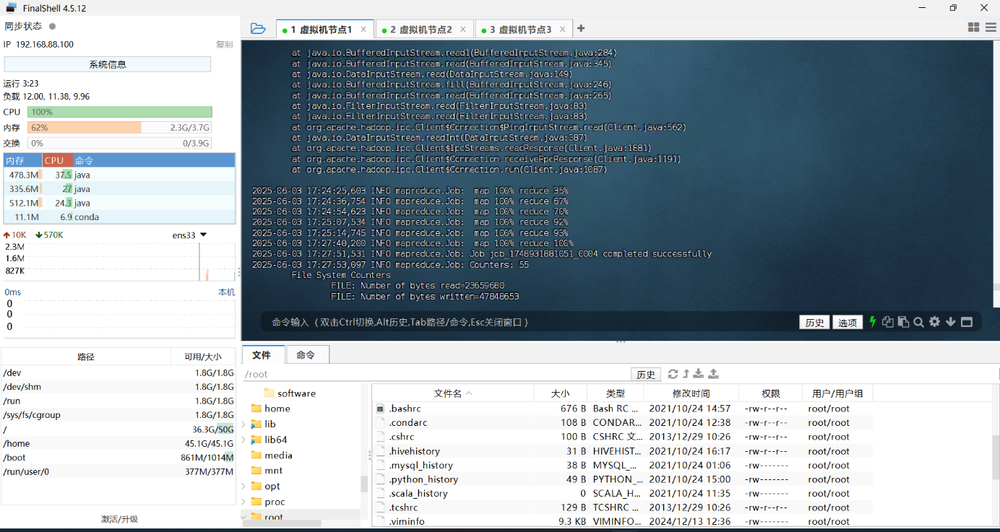 FinalShell 4.5.12
同步状态
IP 192.168.88.100 复制
系统信息
运行 3:23
负载 12.00, 11.38, 9.96
CPU 100%
内存 62% 2.3G/3.7G
交换 0% 0/3.9G
内存 CPU 命令
478.3M 37.5 java
335.6M 27 java
512.1M 24.3 java
11.1M 6.9 conda
10K 570K ens33
2.3M
1.6M
827K
0ms 本机
0
0
0
路径 可用/大小
/dev 1.8G/1.8G
/dev/shm 1.8G/1.8G
/run 1.8G/1.8G
/sys/fs/cgroup 1.8G/1.8G
/ 36.3G/50G
/home 45.1G/45.1G
/boot 861M/1014M
/run/user/0 377M/377M
激活/升级
1 虚拟机节点1 × 2 虚拟机节点2 × 3 虚拟机节点3 × +
at java.io.BufferedInputStream.read1(BufferedInputStream.java:284)
at java.io.BufferedInputStream.read(BufferedInputStream.java:345)
at java.io.DataInputStream.read(DataInputStream.java:149)
at java.io.BufferedInputStream.fill(BufferedInputStream.java:246)
at java.io.BufferedInputStream.read(BufferedInputStream.java:265)
at java.io.FilterInputStream.read(FilterInputStream.java:83)
at java.io.FilterInputStream.read(FilterInputStream.java:83)
at org.apache.hadoop.ipc.Client$Connection$PingInputStream.read(Client.java:562)
at java.io.DataInputStream.readInt(DataInputStream.java:387)
at org.apache.hadoop.ipc.Client$IpcStreams.readResponse(Client.java:1881)
at org.apache.hadoop.ipc.Client$Connection.receiveRpcResponse(Client.java:1191)
at org.apache.hadoop.ipc.Client$Connection.run(Client.java:1087)
2025-06-03 17:24:25,603 INFO mapreduce.Job: map 100% reduce 35%
2025-06-03 17:24:36,754 INFO mapreduce.Job: map 100% reduce 67%
2025-06-03 17:24:54,623 INFO mapreduce.Job: map 100% reduce 70%
2025-06-03 17:25:07,534 INFO mapreduce.Job: map 100% reduce 92%
2025-06-03 17:25:14,745 INFO mapreduce.Job: map 100% reduce 93%
2025-06-03 17:27:40,200 INFO mapreduce.Job: map 100% reduce 100%
2025-06-03 17:27:51,531 INFO mapreduce.Job: Job job_1746931881051_0004 completed successfully
2025-06-03 17:27:53,097 INFO mapreduce.Job: Counters: 55
File System Counters
FILE: Number of bytes read=23659680
FILE: Number of bytes written=47848653
命令输入 (双击Ctrl切换,Alt历史,Tab路径/命令,Esc关闭窗口) 历史 选项
文件 命令
/root 历史
software
home
lib
lib64
media
mnt
opt
proc
root
文件名 大小 类型 修改时间 权限 用户/用户组
.bashrc 676 B Bash RC ... 2021/10/24 14:57 -rw-r--r-- root/root
.condarc 108 B CONDAR... 2021/10/24 12:38 -rw-r--r-- root/root
.cshrc 100 B CSHRC 文... 2013/12/29 10:26 -rw-r--r-- root/root
.hivehistory 31 B HIVEHIST... 2021/10/24 16:17 -rw-r--r-- root/root
.mysql_history 38 B MYSQL_... 2021/10/24 01:06 -rw------- root/root
.python_history 49 B PYTHON_... 2021/10/24 15:00 -rw------- root/root
.scala_history 0 SCALA_H... 2021/10/24 11:35 -rw------- root/root
.tcshrc 129 B TCSHRC ... 2013/12/29 10:26 -rw-r--r-- root/root
.viminfo 9.3 KB VIMINFO... 2024/12/13 12:36 -rw------- root/root